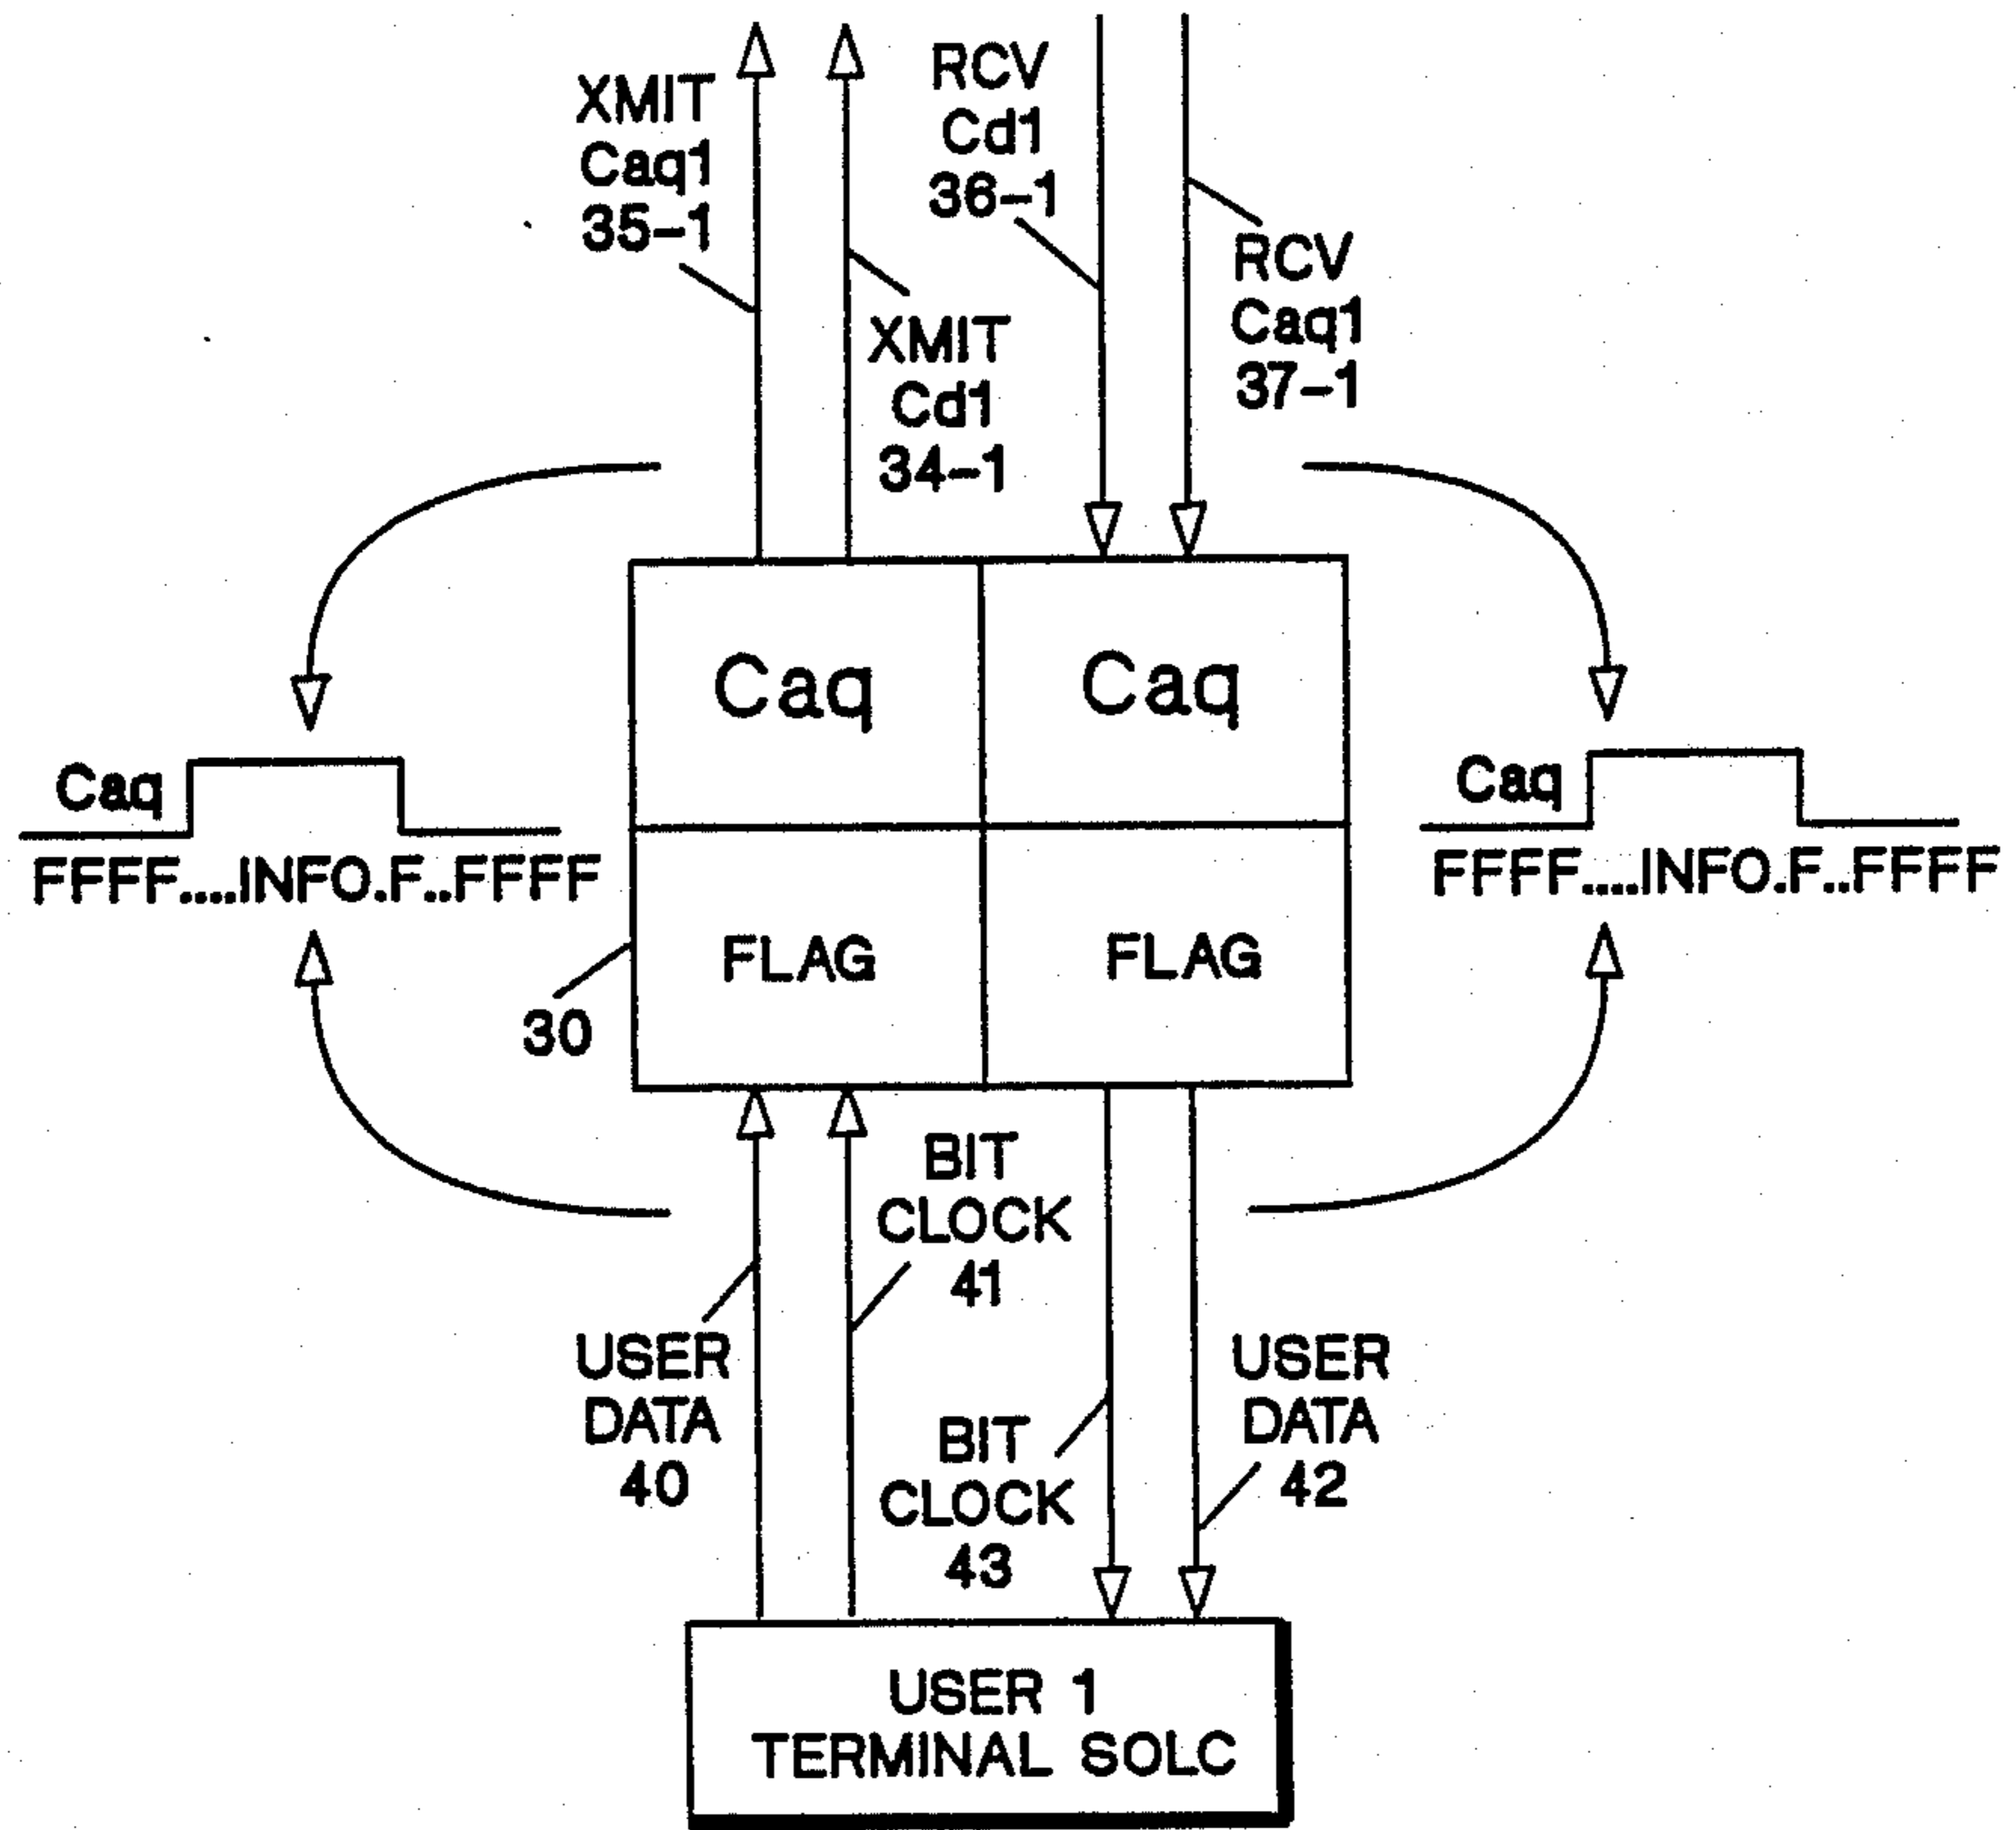 XMIT
Caq1
35-1
RCV
Cd1
36-1
RCV
Caq1
37-1
XMIT
Cd1
34-1
Caq
Caq
Caq
FFFF....INFO.F..FFFF
Caq
FFFF....INFO.F..FFFF
FLAG
FLAG
30
BIT
CLOCK
41
USER
DATA
40
BIT
CLOCK
43
USER
DATA
42
USER 1
TERMINAL SOLC